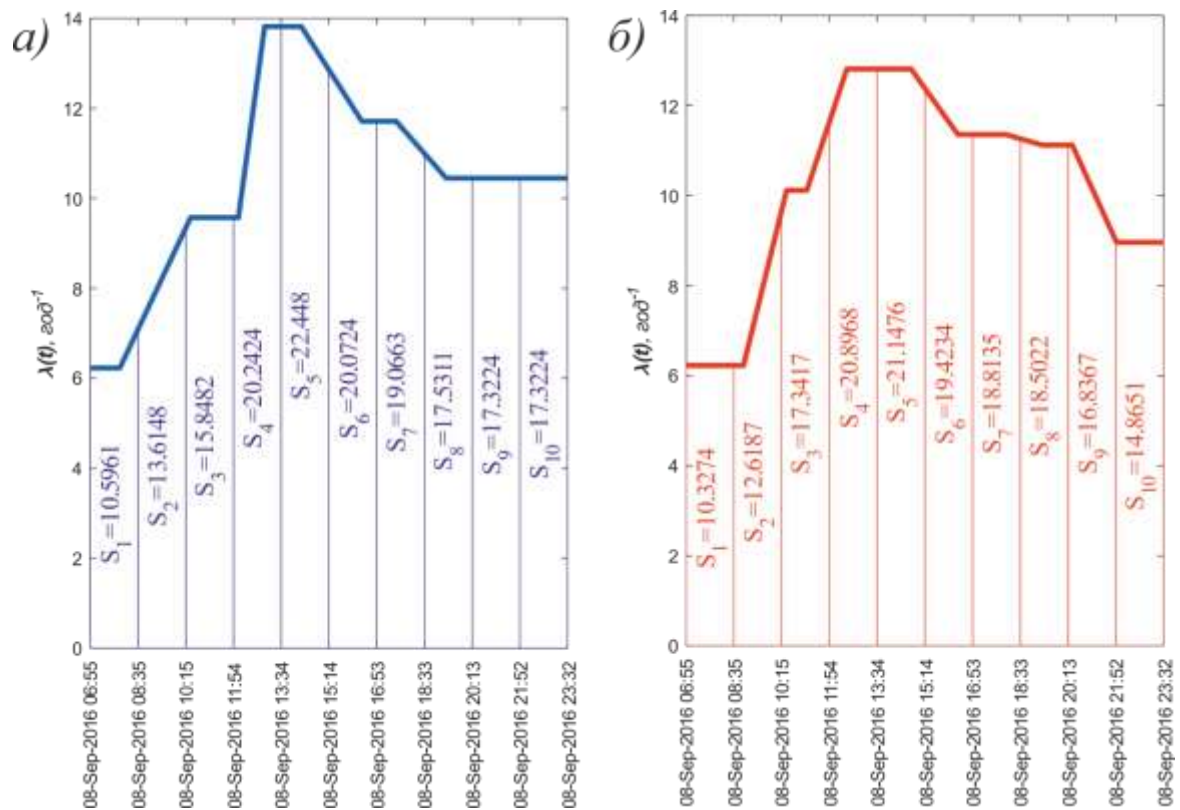 а)
14
12
10
8
6
4
2
0
λ(t), год⁻¹
S₁=10.5961
S₂=13.6148
S₃=15.8482
S₄=20.2424
S₅=22.448
S₆=20.0724
S₇=19.0663
S₈=17.5311
S₉=17.3224
S₁₀=17.3224
08-Sep-2016 06:55
08-Sep-2016 08:35
08-Sep-2016 10:15
08-Sep-2016 11:54
08-Sep-2016 13:34
08-Sep-2016 15:14
08-Sep-2016 16:53
08-Sep-2016 18:33
08-Sep-2016 20:13
08-Sep-2016 21:52
08-Sep-2016 23:32
б)
14
12
10
8
6
4
2
0
λ(t), год⁻¹
S₁=10.3274
S₂=12.6187
S₃=17.3417
S₄=20.8968
S₅=21.1476
S₆=19.4234
S₇=18.8135
S₈=18.5022
S₉=16.8367
S₁₀=14.8651
08-Sep-2016 06:55
08-Sep-2016 08:35
08-Sep-2016 10:15
08-Sep-2016 11:54
08-Sep-2016 13:34
08-Sep-2016 15:14
08-Sep-2016 16:53
08-Sep-2016 18:33
08-Sep-2016 20:13
08-Sep-2016 21:52
08-Sep-2016 23:32